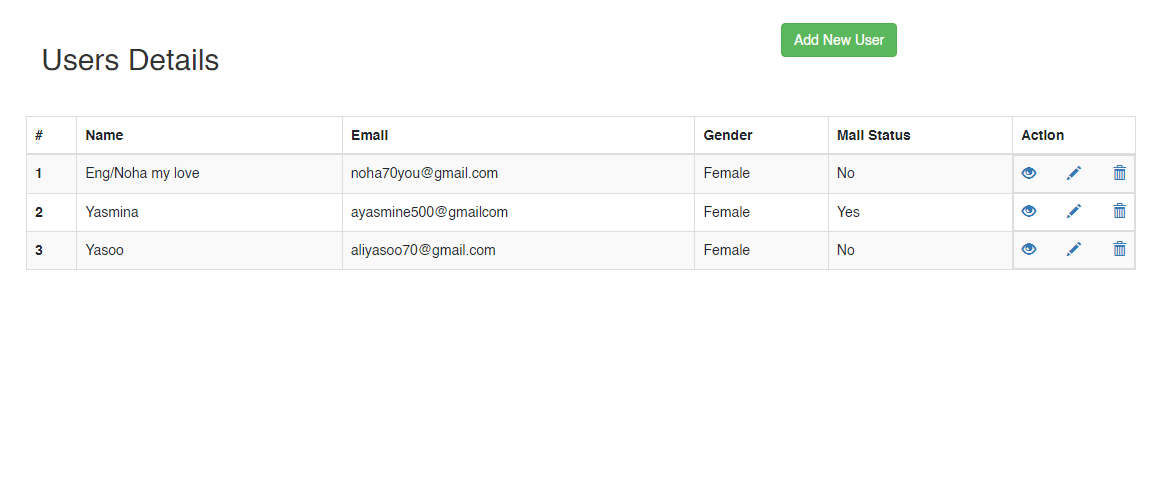 Add New User
Users Details
# Name Email Gender Mail Status Action
1 Eng/Noha my love noha70you@gmail.com Female No
2 Yasmina ayasmine500@gmailcom Female Yes
3 Yasoo aliyasoo70@gmail.com Female No